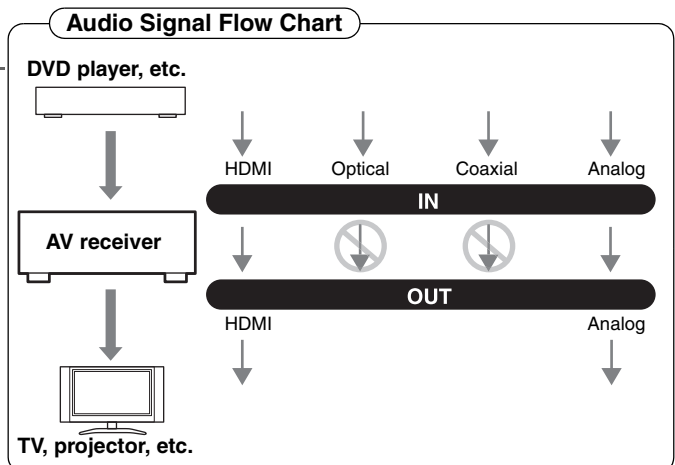 Audio Signal Flow Chart
DVD player, etc.
HDMI Optical Coaxial Analog
IN
AV receiver
OUT
HDMI Analog
TV, projector, etc.